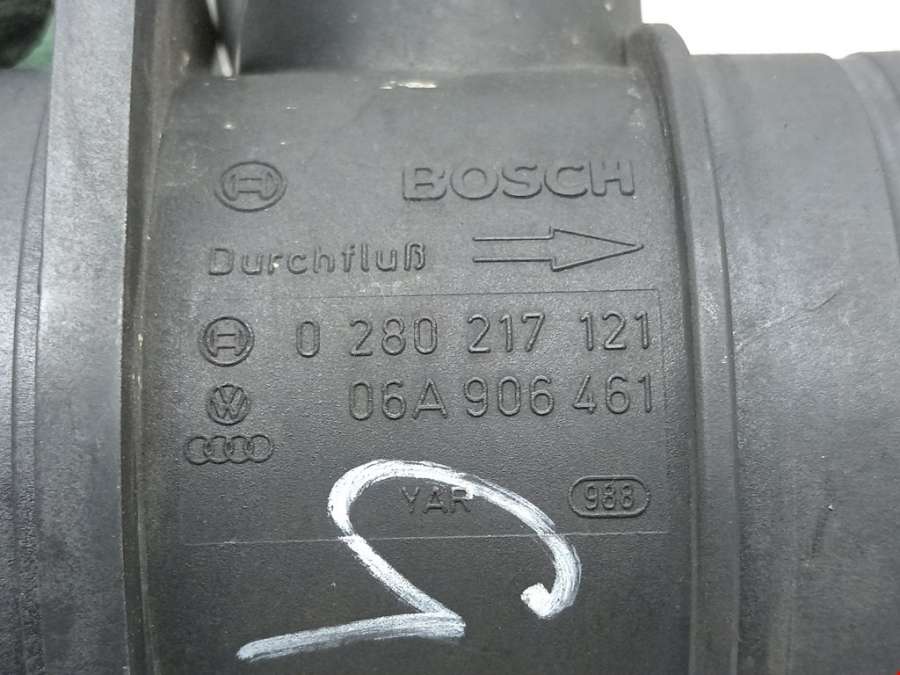 BOSCH
Durchfluß
0 280 217 121
06A 906 461
YAR 988